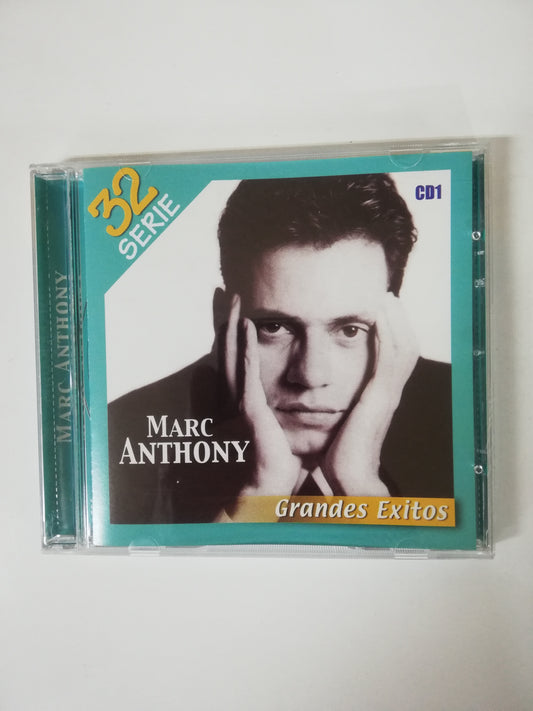 32
SERIE
CD1
MARC ANTHONY
MARC
ANTHONY
Grandes Exitos